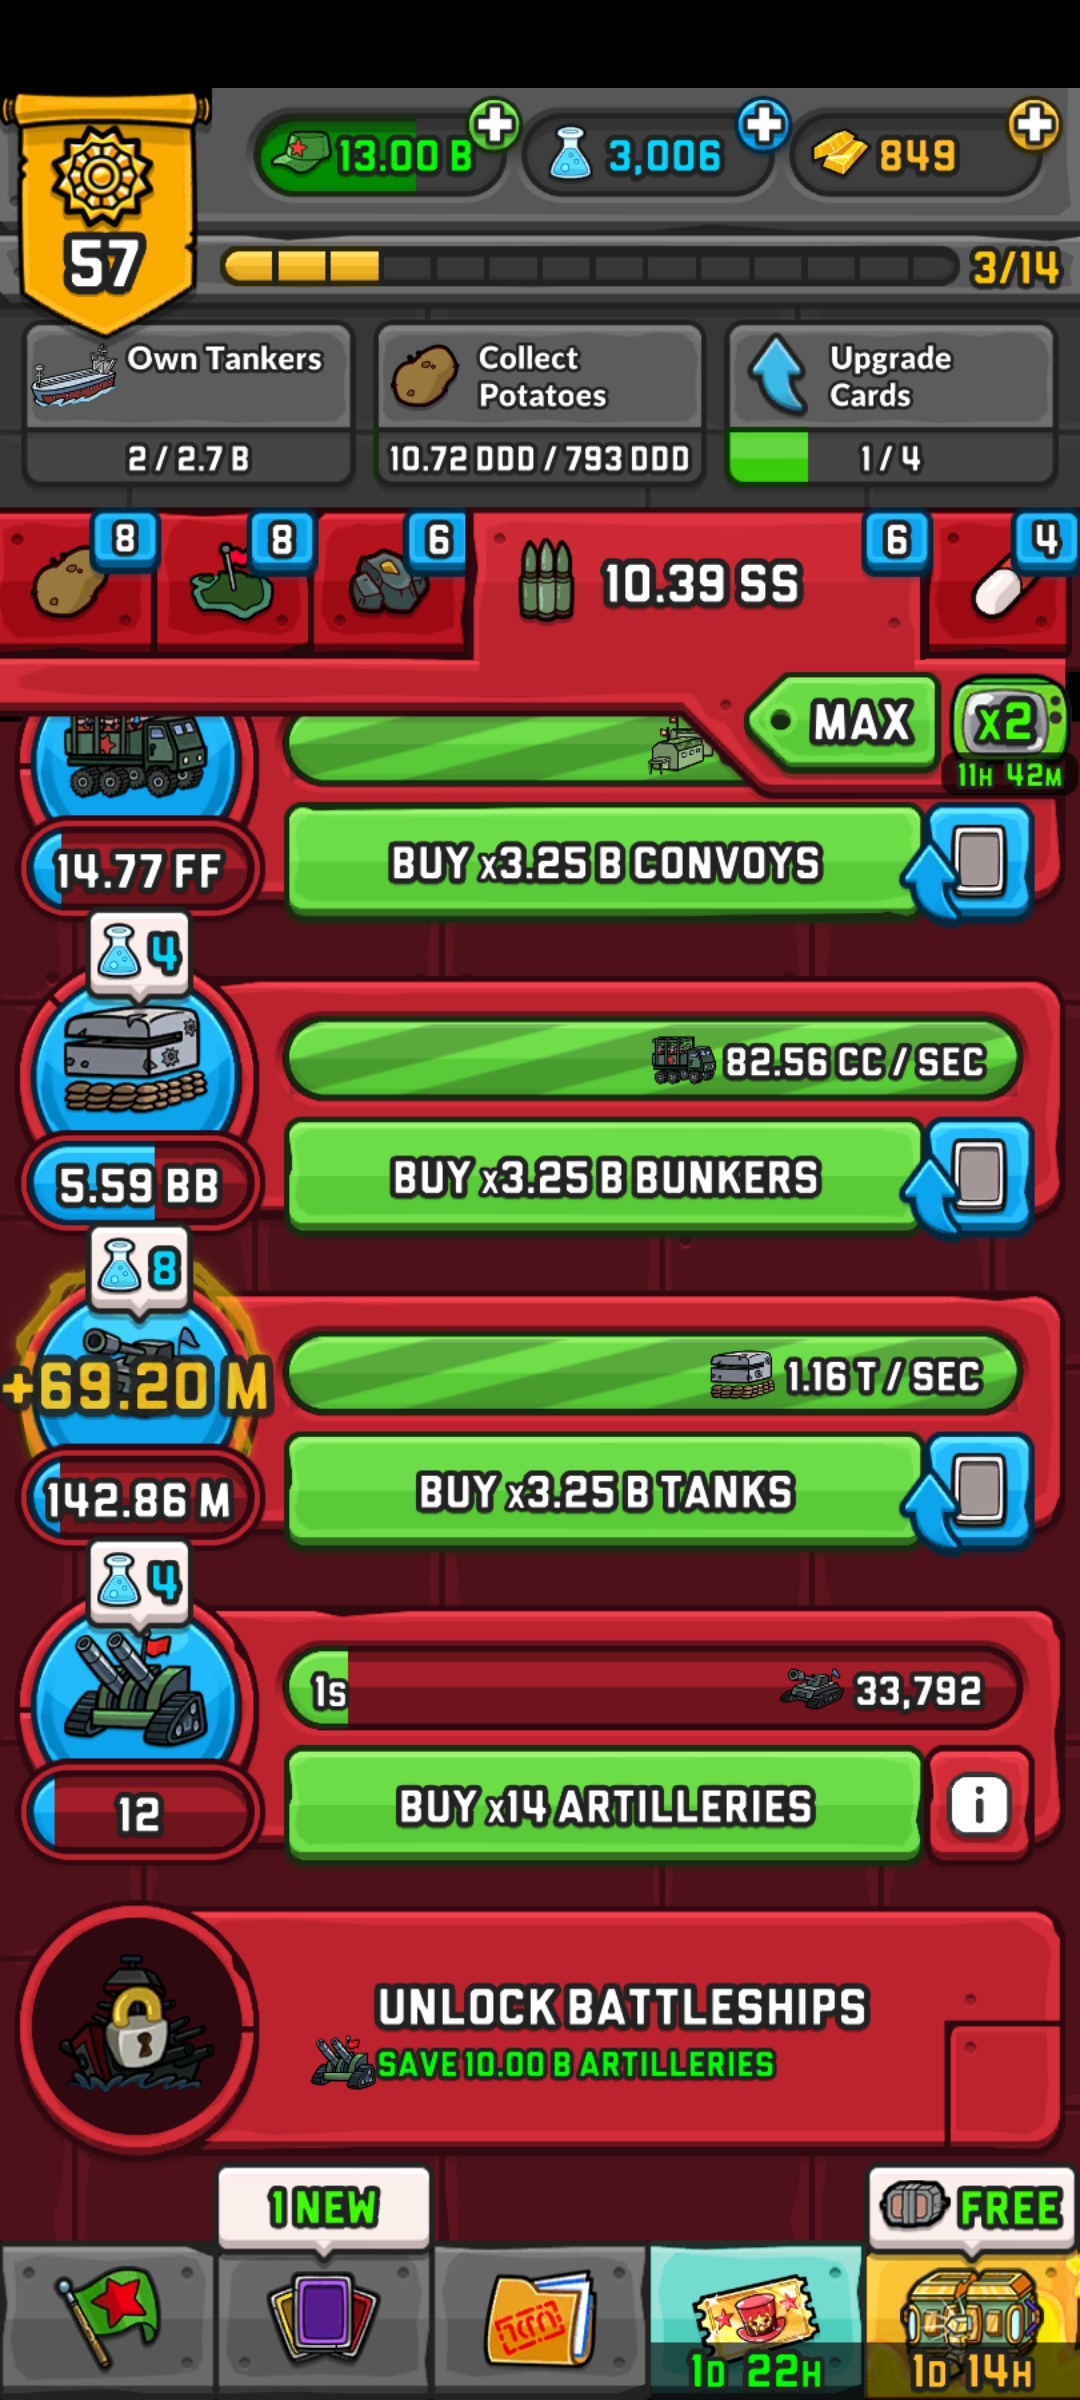 13.00 B
3,006
849
57
3/14
Own Tankers
2 / 2.7 B
Collect
Potatoes
10.72 DDD / 793 DDD
Upgrade
Cards
1 / 4
8
8
6
10.39 SS
6
4
MAX
x2
11H 42M
14.77 FF
BUY x3.25 B CONVOYS
4
82.56 CC / SEC
5.59 BB
BUY x3.25 B BUNKERS
8
+69.20 M
1.16 T / SEC
142.86 M
BUY x3.25 B TANKS
4
1s
33,792
12
BUY x14 ARTILLERIES
i
UNLOCK BATTLESHIPS
SAVE 10.00 B ARTILLERIES
1 NEW
FREE
1D 22H
1D 14H